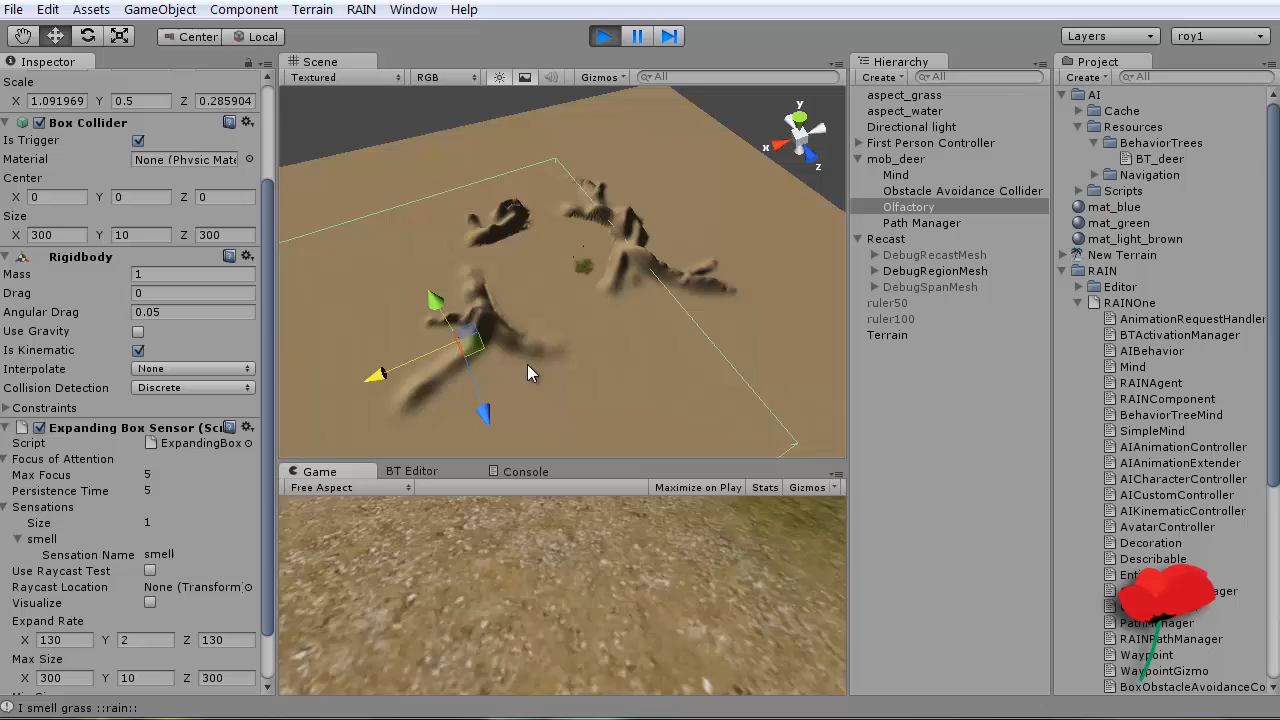 File Edit Assets GameObject Component Terrain RAIN Window Help
Center Local Layers roy1
Inspector
Scale
X 1.091969 Y 0.5 Z 0.285904
Box Collider
Is Trigger
Material None (Physic Mate
Center
X 0 Y 0 Z 0
Size
X 300 Y 10 Z 300
Rigidbody
Mass 1
Drag 0
Angular Drag 0.05
Use Gravity
Is Kinematic
Interpolate None
Collision Detection Discrete
Constraints
Expanding Box Sensor (Scr
Script ExpandingBox
Focus of Attention
Max Focus 5
Persistence Time 5
Sensations
Size 1
smell
Sensation Name smell
Use Raycast Test
Raycast Location None (Transform)
Visualize
Expand Rate
X 130 Y 2 Z 130
Max Size
X 300 Y 10 Z 300
I smell grass ::rain::
Scene
Textured RGB Gizmos All
y
x
z
Game BT Editor Console
Free Aspect Maximize on Play Stats Gizmos
Hierarchy
Create All
aspect_grass
aspect_water
Directional light
First Person Controller
mob_deer
Mind
Obstacle Avoidance Collider
Olfactory
Path Manager
Recast
DebugRecastMesh
DebugRegionMesh
DebugSpanMesh
ruler50
ruler100
Terrain
Project
Create All
AI
Cache
Resources
BehaviorTrees
BT_deer
Navigation
Scripts
mat_blue
mat_green
mat_light_brown
New Terrain
RAIN
Editor
RAINOne
AnimationRequestHandler
BTActivationManager
AIBehavior
Mind
RAINAgent
RAINComponent
BehaviorTreeMind
SimpleMind
AIAnimationController
AIAnimationExtender
AICharacterController
AICustomController
AIKinematicController
AvatarController
Decoration
Describable
PathManager
RAINPathManager
Waypoint
WaypointGizmo
BoxObstacleAvoidanceCo